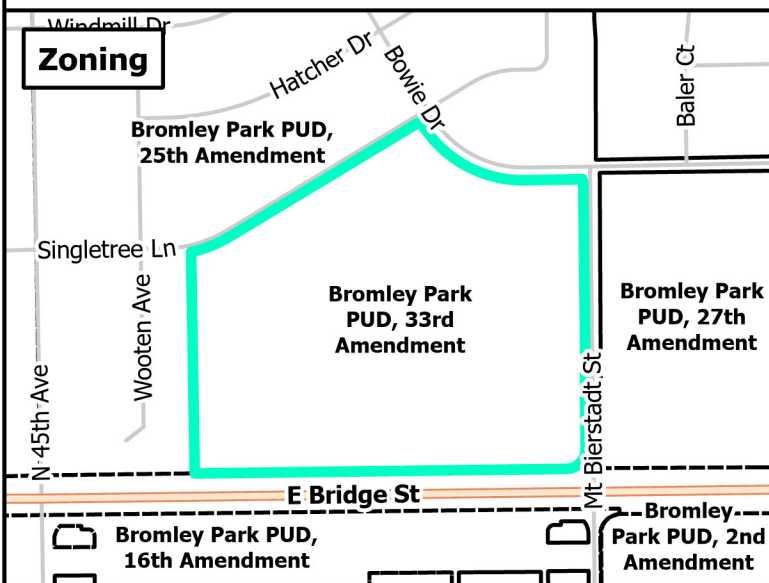 Windmill Dr
Zoning
Hatcher Dr
Bowie Dr
Baler Ct
Bromley Park PUD,
25th Amendment
Singletree Ln
Wooten Ave
N 45th Ave
Bromley Park
PUD, 33rd
Amendment
Bromley Park
PUD, 27th
Amendment
Mt Bierstadt St
E Bridge St
Bromley Park PUD,
16th Amendment
Bromley
Park PUD, 2nd
Amendment